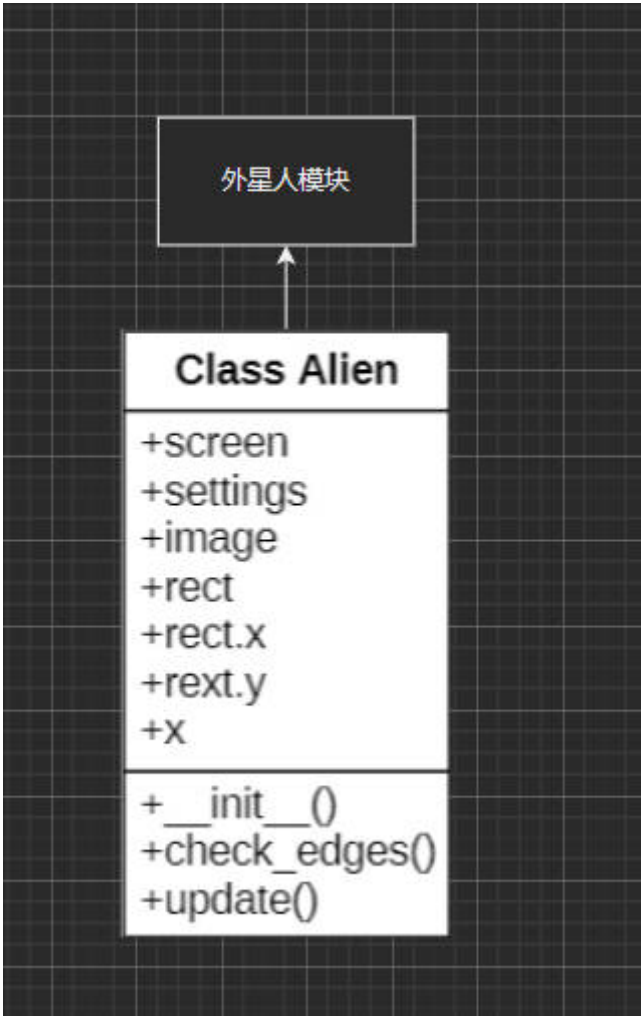 外星人模块
Class Alien
+screen
+settings
+image
+rect
+rect.x
+rext.y
+x
+__init__()
+check_edges()
+update()